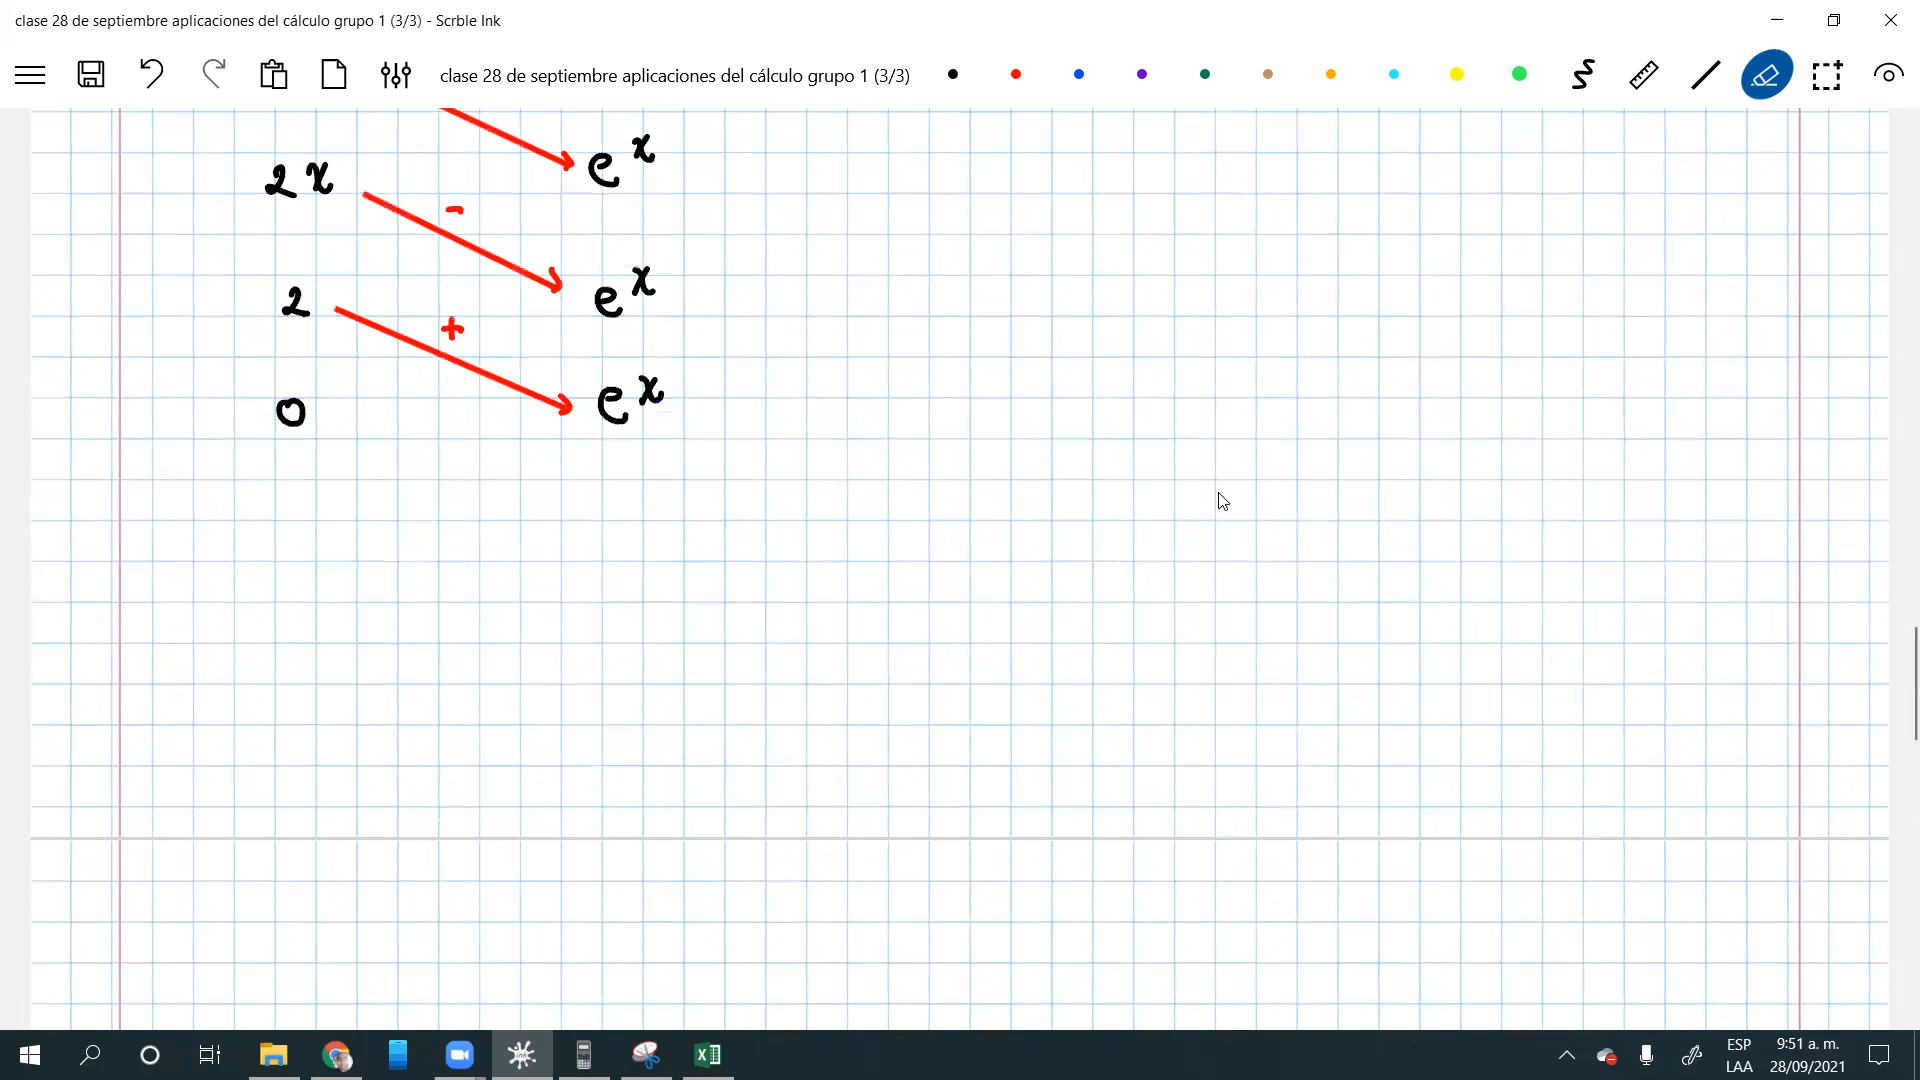 clase 28 de septiembre aplicaciones del cálculo grupo 1 (3/3) - Scrble Ink
clase 28 de septiembre aplicaciones del cálculo grupo 1 (3/3)
e^x
2x
-
e^x
2
+
e^x
0
ink
ESP
LAA
9:51 a. m.
28/09/2021